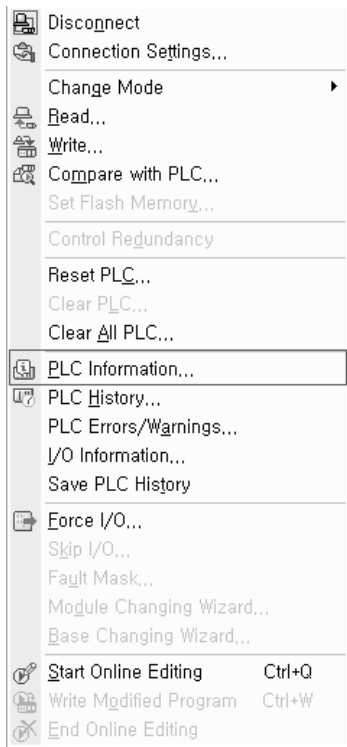 Disconnect
Connection Settings...
Change Mode
Read...
Write...
Compare with PLC...
Set Flash Memory...
Control Redundancy
Reset PLC...
Clear PLC...
Clear All PLC...
PLC Information...
PLC History...
PLC Errors/Warnings...
I/O Information...
Save PLC History
Force I/O...
Skip I/O...
Fault Mask...
Module Changing Wizard...
Base Changing Wizard...
Start Online Editing Ctrl+Q
Write Modified Program Ctrl+W
End Online Editing